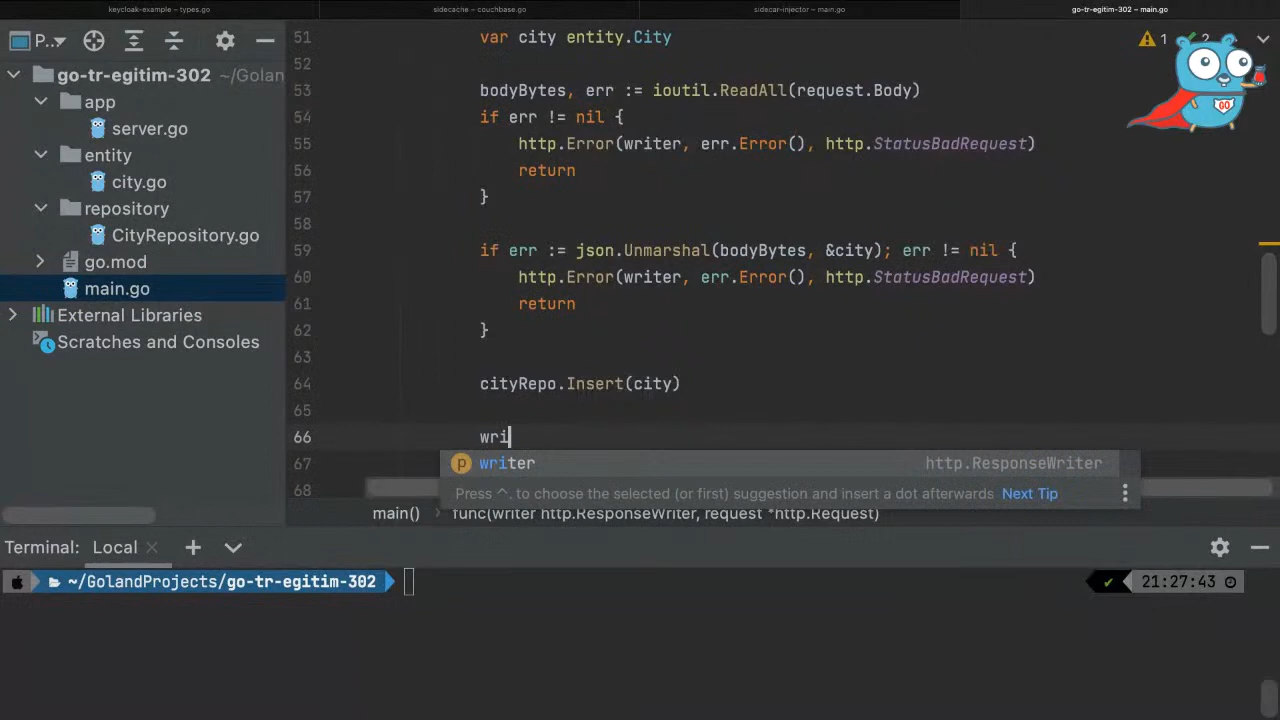 keycloak-example – types.go
sidecache – couchbase.go
sidecar-injector – main.go
go-tr-egitim-302 – main.go
P...
go-tr-egitim-302 ~/Golan
app
server.go
entity
city.go
repository
CityRepository.go
go.mod
main.go
External Libraries
Scratches and Consoles
1 2
GO
51 var city entity.City
52
53 bodyBytes, err := ioutil.ReadAll(request.Body)
54 if err != nil {
55 http.Error(writer, err.Error(), http.StatusBadRequest)
56 return
57 }
58
59 if err := json.Unmarshal(bodyBytes, &city); err != nil {
60 http.Error(writer, err.Error(), http.StatusBadRequest)
61 return
62 }
63
64 cityRepo.Insert(city)
65
66 wri
67
68
p writer http.ResponseWriter
Press ^. to choose the selected (or first) suggestion and insert a dot afterwards Next Tip
main() func(writer http.ResponseWriter, request *http.Request)
Terminal: Local
~/GolandProjects/go-tr-egitim-302
21:27:43